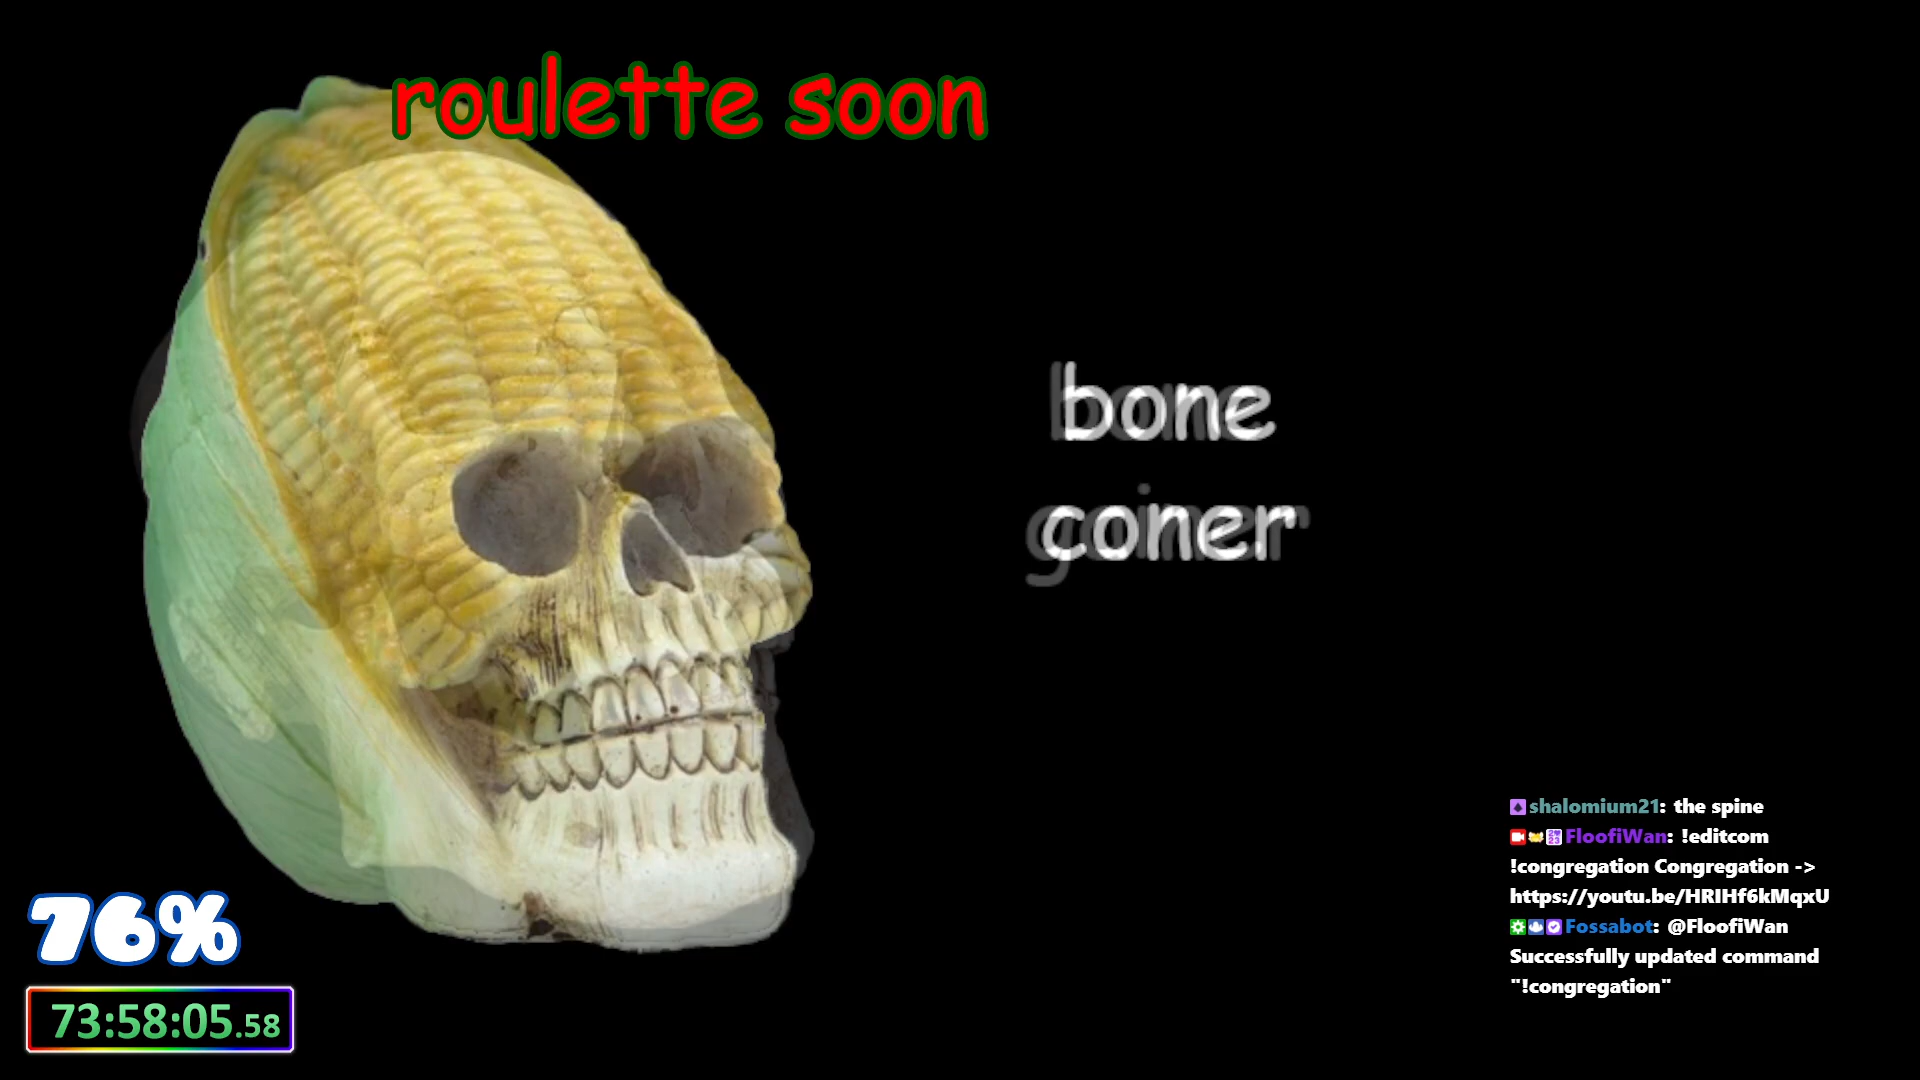 roulette soon
bone
coner
76%
73:58:05.58
shalomium21: the spine
FloofiWan: !editcom
!congregation Congregation ->
https://youtu.be/HRIHf6kMqxU
Fossabot: @FloofiWan
Successfully updated command
"!congregation"